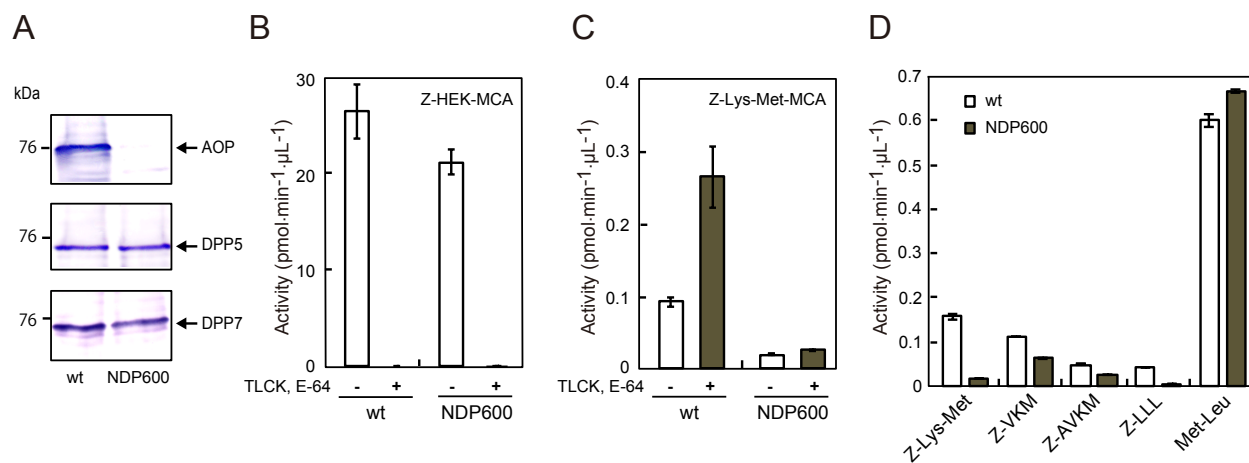 A
kDa
76
AOP
76
DPP5
76
DPP7
wt NDP600
B
Activity (pmol·min⁻¹·µL⁻¹)
30
20
10
0
Z-HEK-MCA
TLCK, E-64 - + - +
wt NDP600
C
Activity (pmol·min⁻¹·µL⁻¹)
0.4
0.3
0.2
0.1
0
Z-Lys-Met-MCA
TLCK, E-64 - + - +
wt NDP600
D
Activity (pmol·min⁻¹·µL⁻¹)
0.7
0.6
0.5
0.4
0.3
0.2
0.1
0
wt
NDP600
Z-Lys-Met
Z-VKM
Z-AVKM
Z-LLL
Met-Leu